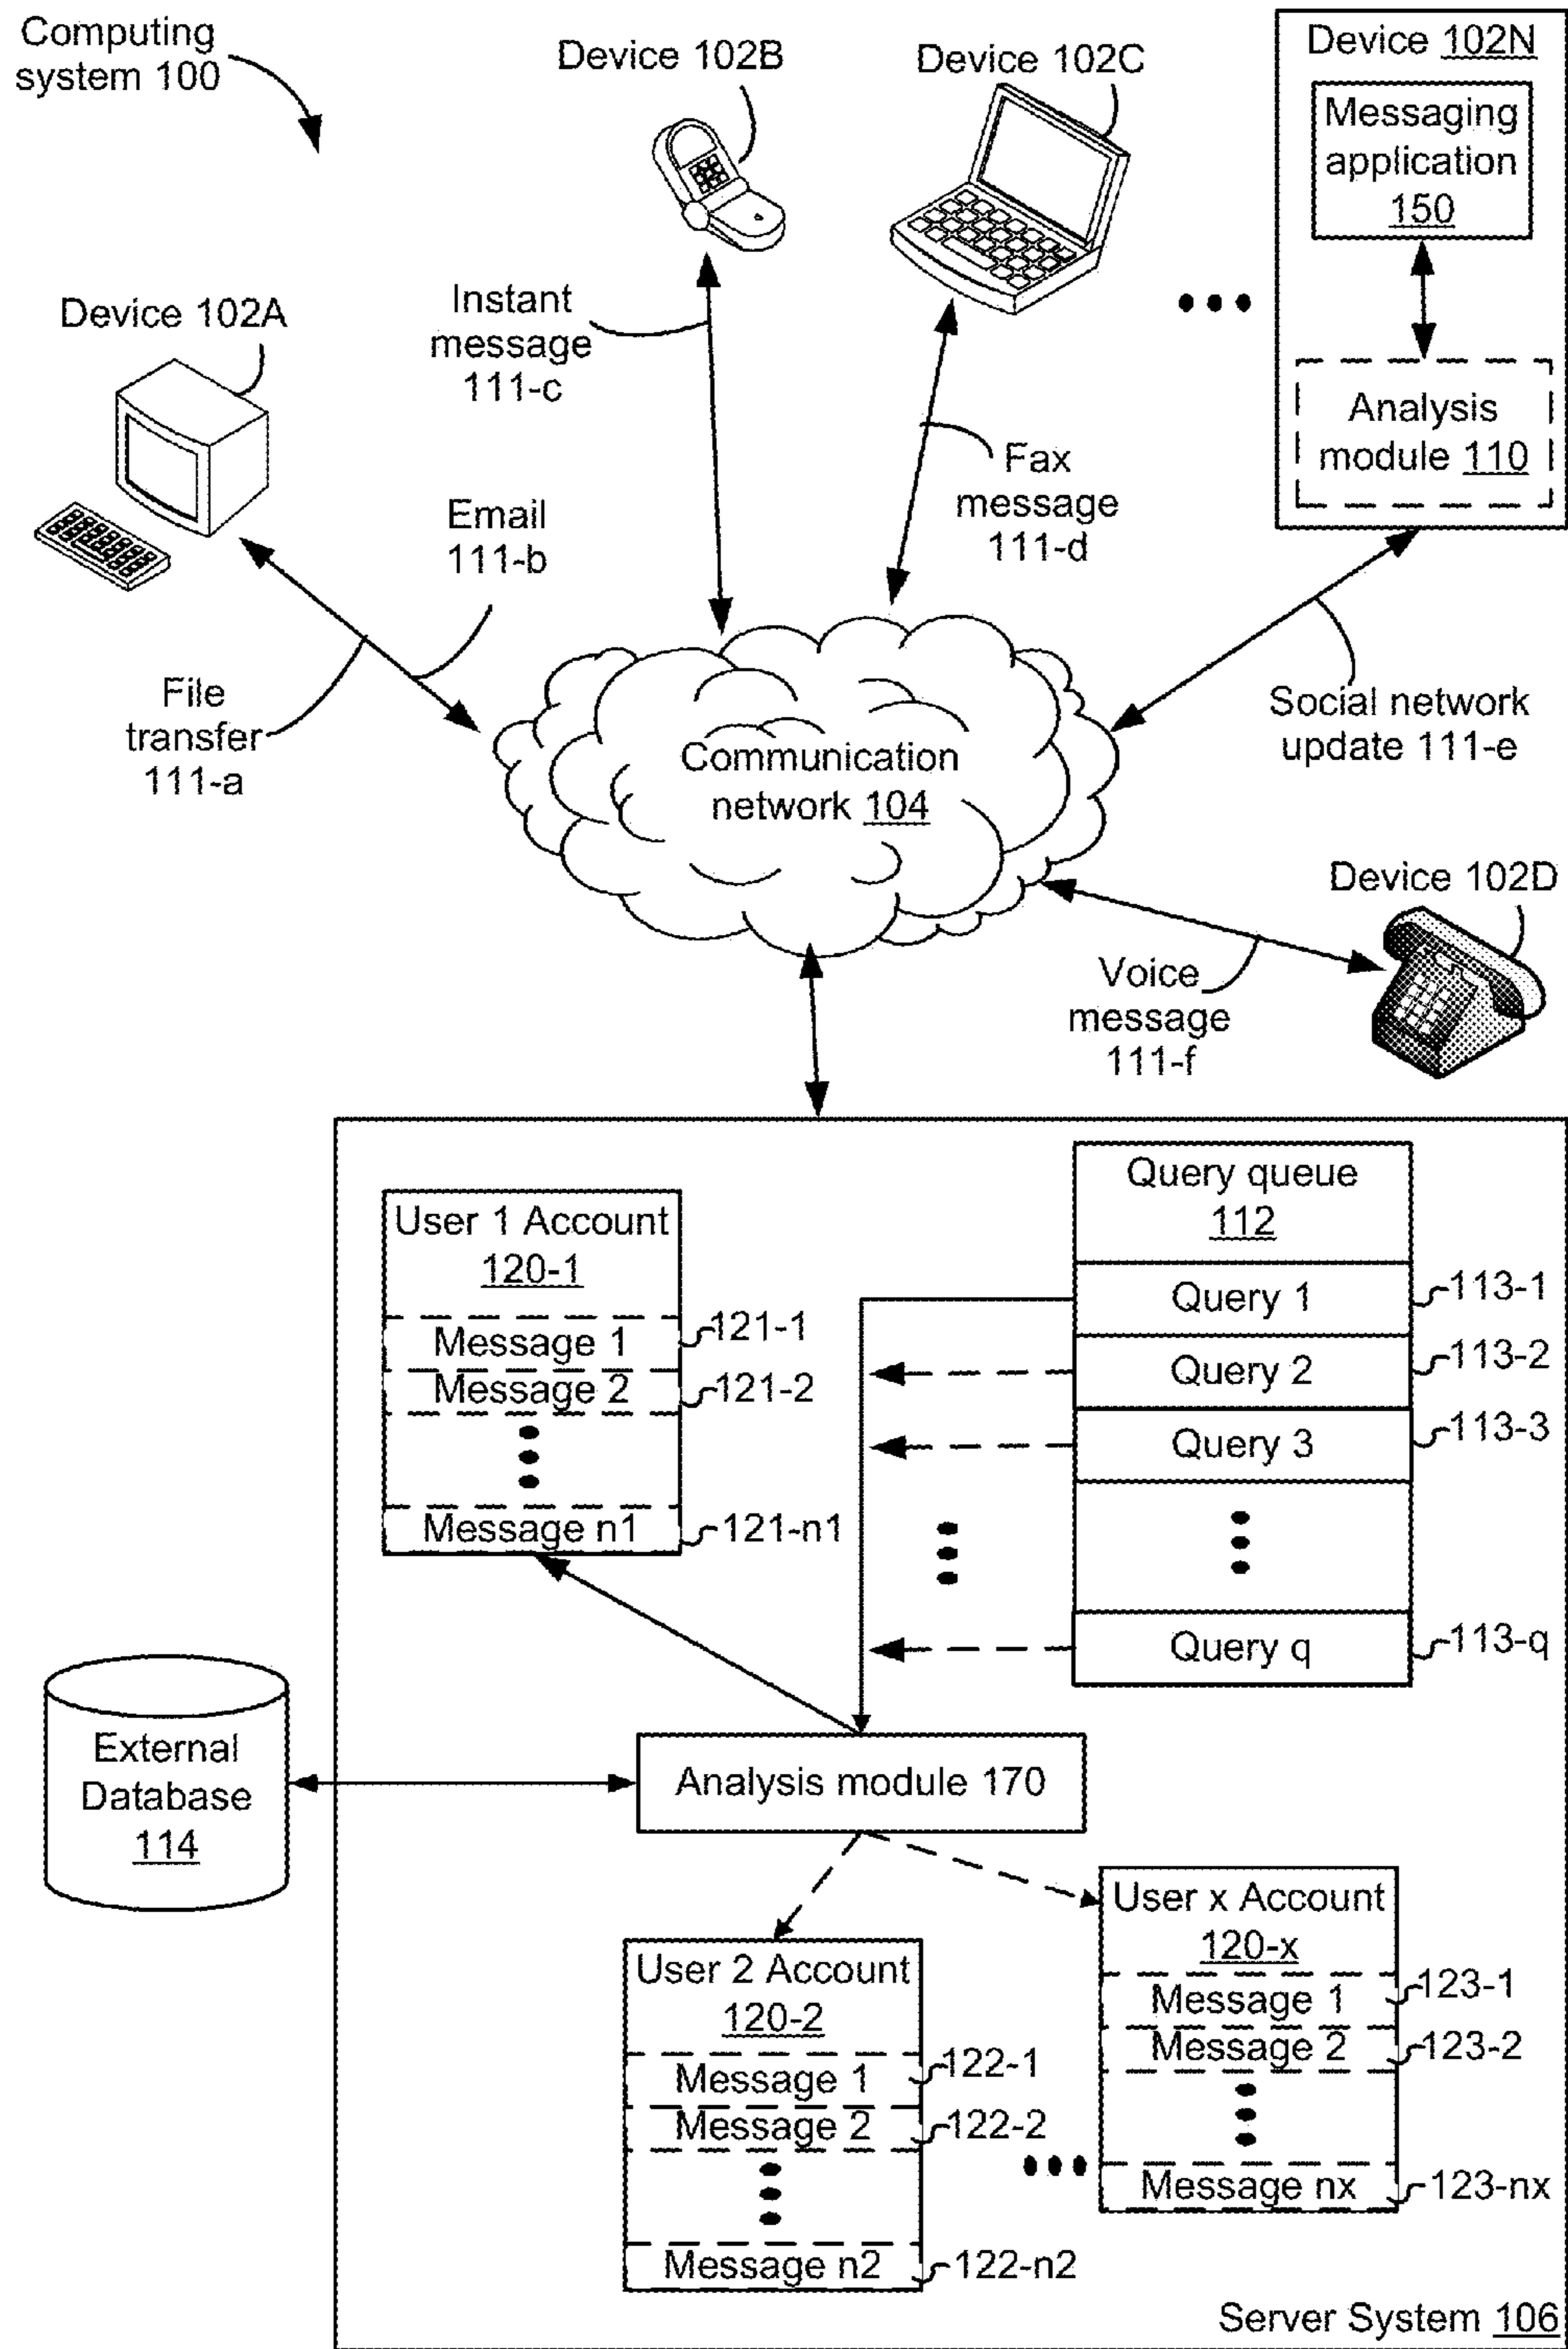 Computing
system 100
Device 102B
Device 102C
Device 102N
Messaging
application
150
Analysis
module 110
Device 102A
Instant
message
111-c
Fax
message
111-d
Email
111-b
File
transfer
111-a
Social network
update 111-e
Communication
network 104
Device 102D
Voice
message
111-f
User 1 Account
120-1
Message 1
121-1
Message 2
121-2
Message n1
121-n1
Query queue
112
Query 1
113-1
Query 2
113-2
Query 3
113-3
Query q
113-q
External
Database
114
Analysis module 170
User 2 Account
120-2
Message 1
122-1
Message 2
122-2
Message n2
122-n2
User x Account
120-x
Message 1
123-1
Message 2
123-2
Message nx
123-nx
Server System 106